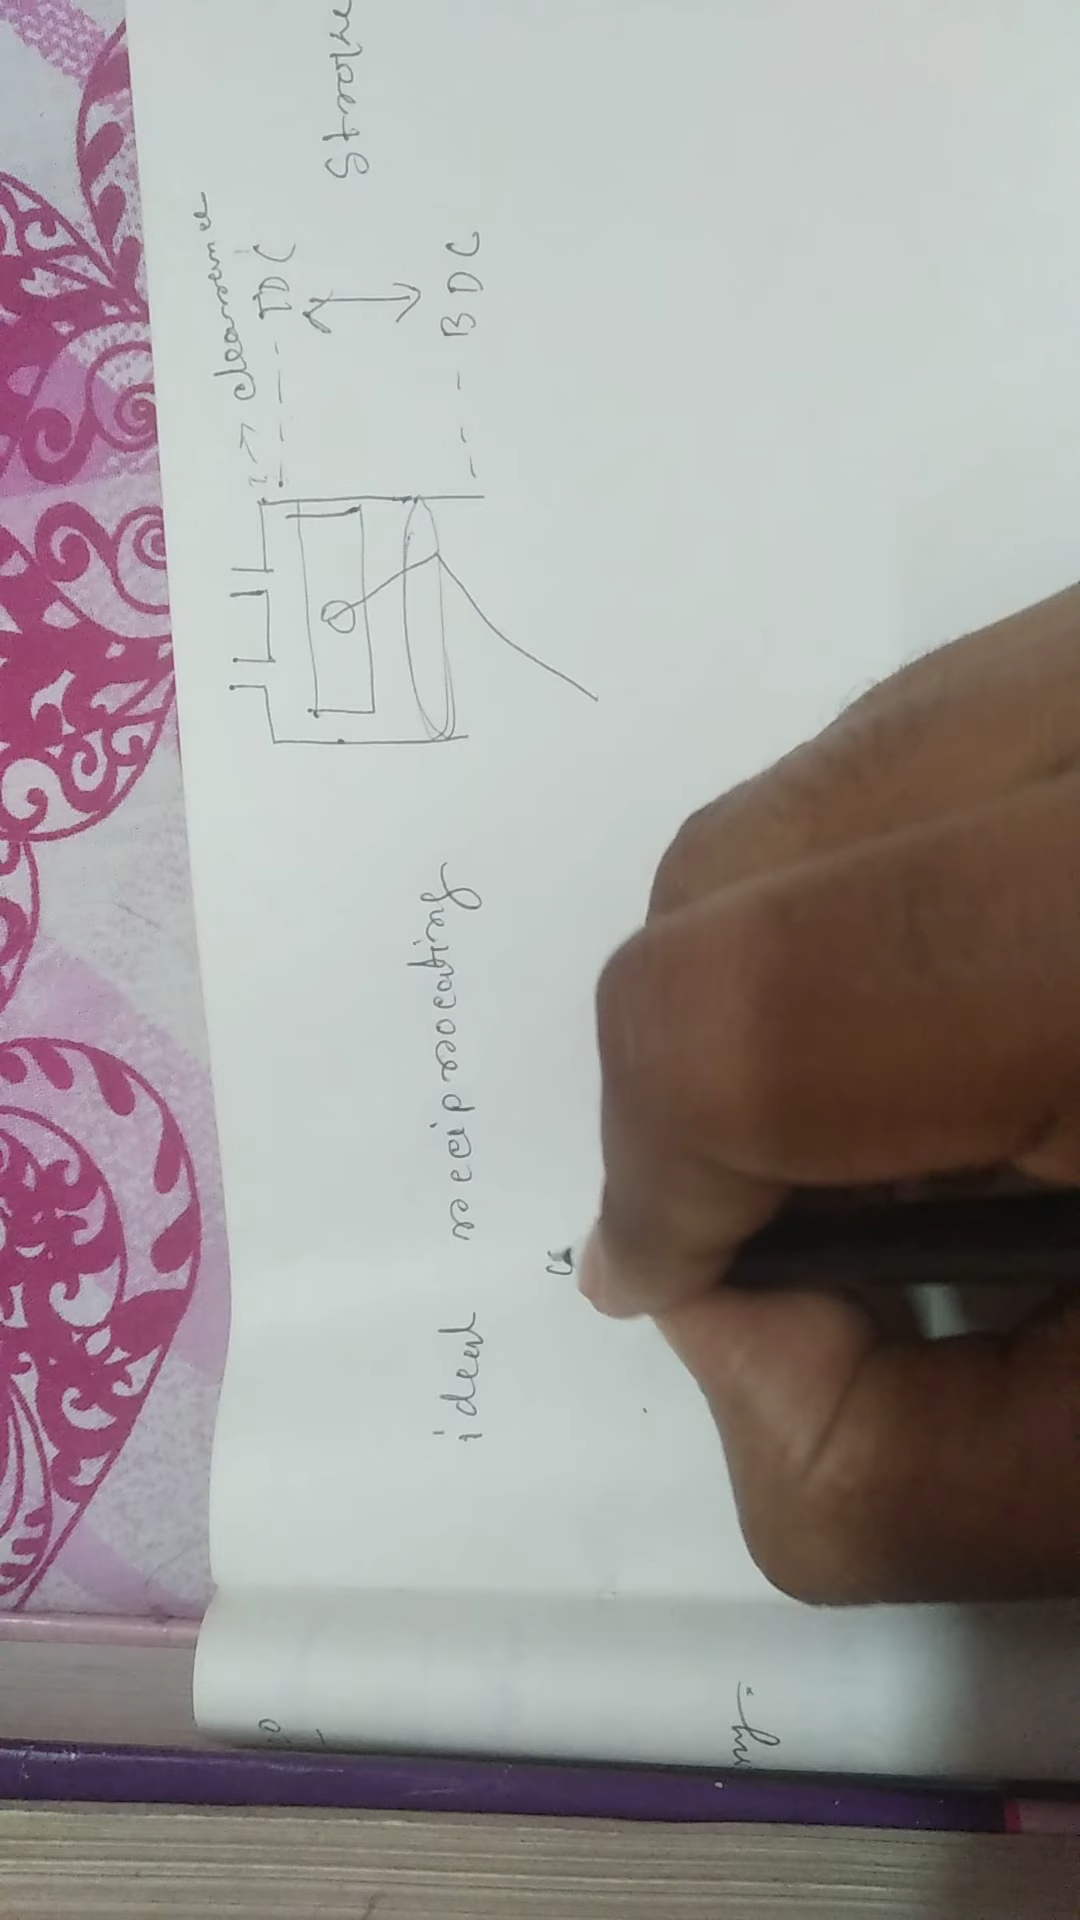 clearance
TDC
Stroke
BDC
ideal reciprocating